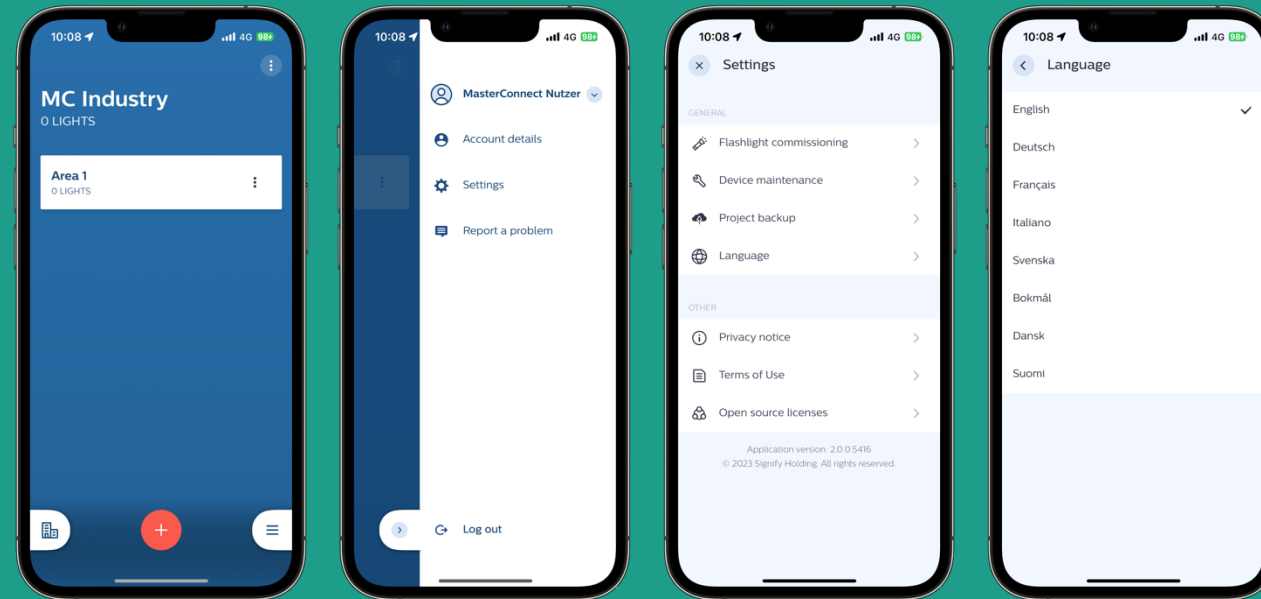 10:08
4G 98
MC Industry
0 LIGHTS
Area 1
0 LIGHTS
10:08
4G 98
MasterConnect Nutzer
Account details
Settings
Report a problem
Log out
10:08
4G 98
Settings
GENERAL
Flashlight commissioning
Device maintenance
Project backup
Language
OTHER
Privacy notice
Terms of Use
Open source licenses
Application version: 2.0.0.5416
© 2023 Signify Holding. All rights reserved.
10:08
4G 98
Language
English
Deutsch
Français
Italiano
Svenska
Bokmål
Dansk
Suomi